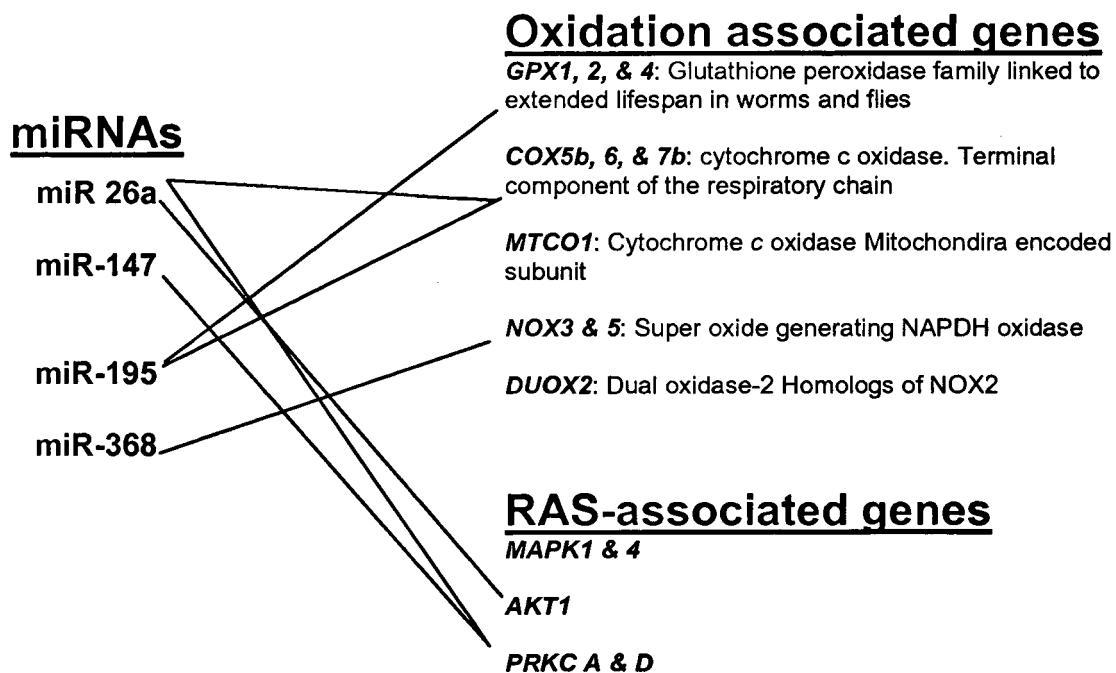 miRNAs
miR 26a
miR-147
miR-195
miR-368
Oxidation associated genes
GPX1, 2, & 4: Glutathione peroxidase family linked to
extended lifespan in worms and flies
COX5b, 6, & 7b: cytochrome c oxidase. Terminal
component of the respiratory chain
MTCO1: Cytochrome c oxidase Mitochondira encoded
subunit
NOX3 & 5: Super oxide generating NAPDH oxidase
DUOX2: Dual oxidase-2 Homologs of NOX2
RAS-associated genes
MAPK1 & 4
AKT1
PRKC A & D